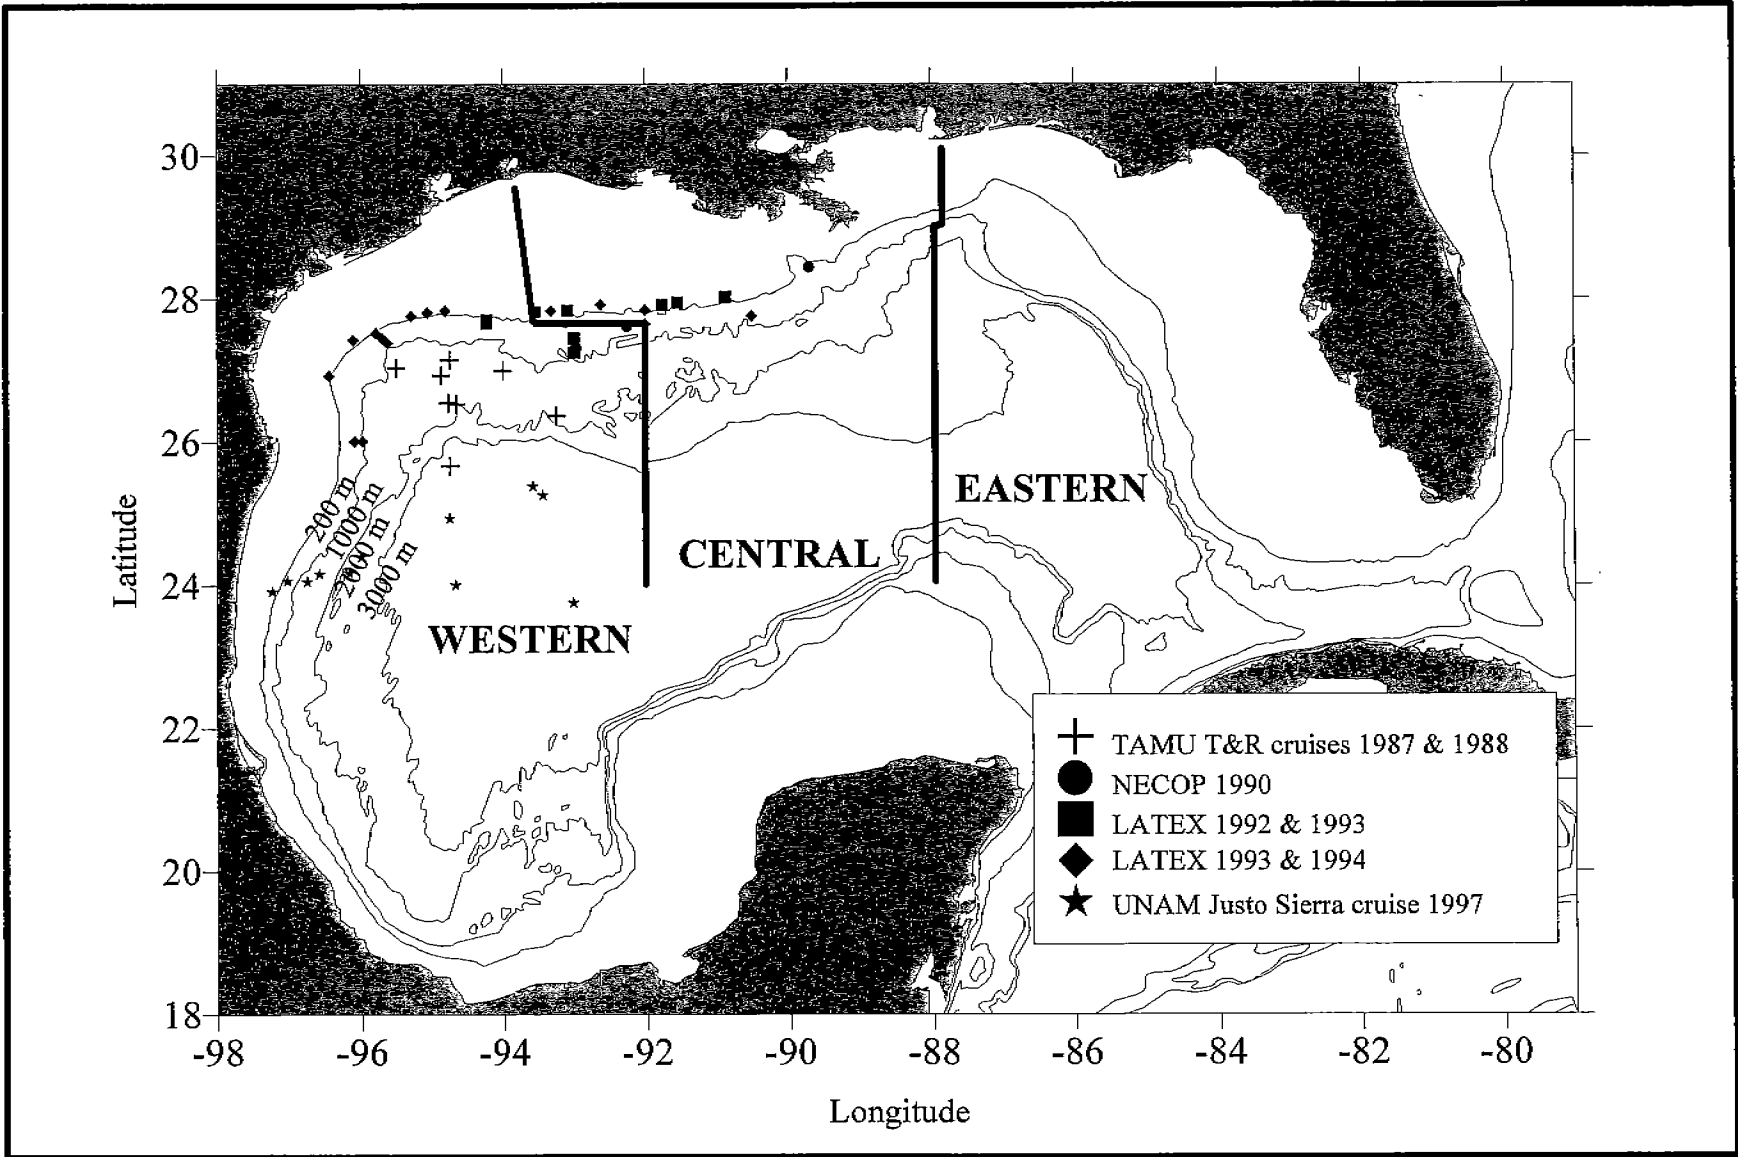 30
28
26
24
22
20
18
Latitude
200 m
1000 m
2000 m
3000 m
EASTERN
CENTRAL
WESTERN
TAMU T&R cruises 1987 & 1988
NECOP 1990
LATEX 1992 & 1993
LATEX 1993 & 1994
UNAM Justo Sierra cruise 1997
-98 -96 -94 -92 -90 -88 -86 -84 -82 -80
Longitude